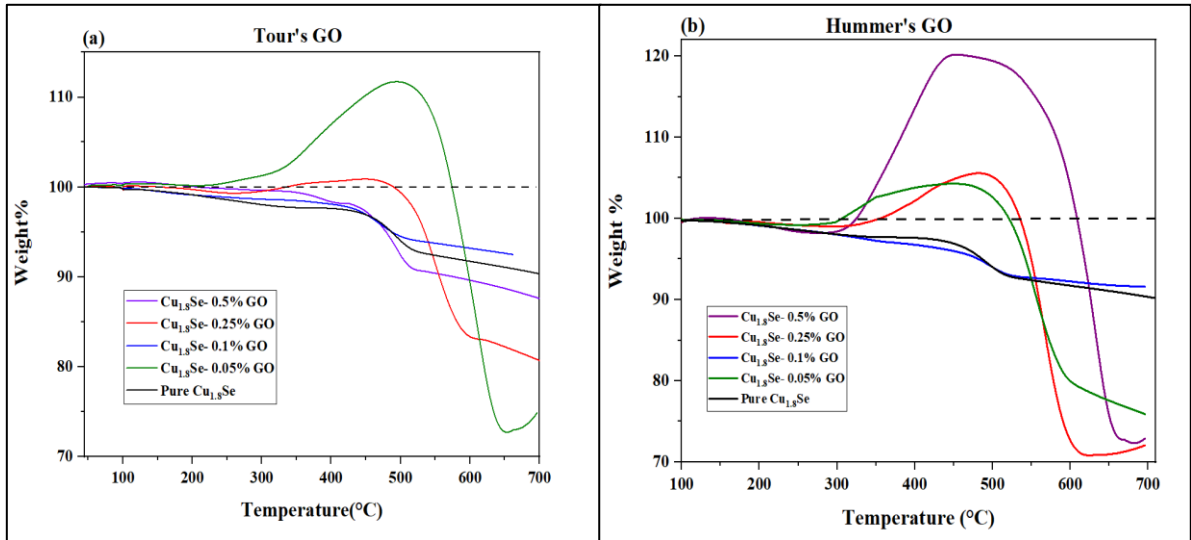 (a)
Tour's GO
110
100
90
80
70
100
200
300
400
500
600
700
Weight%
Temperature(°C)
Cu1.8Se- 0.5% GO
Cu1.8Se- 0.25% GO
Cu1.8Se- 0.1% GO
Cu1.8Se- 0.05% GO
Pure Cu1.8Se
(b)
Hummer's GO
120
110
100
90
80
70
100
200
300
400
500
600
700
Weight %
Temperature (°C)
Cu1.8Se- 0.5% GO
Cu1.8Se- 0.25% GO
Cu1.8Se- 0.1% GO
Cu1.8Se- 0.05% GO
Pure Cu1.8Se